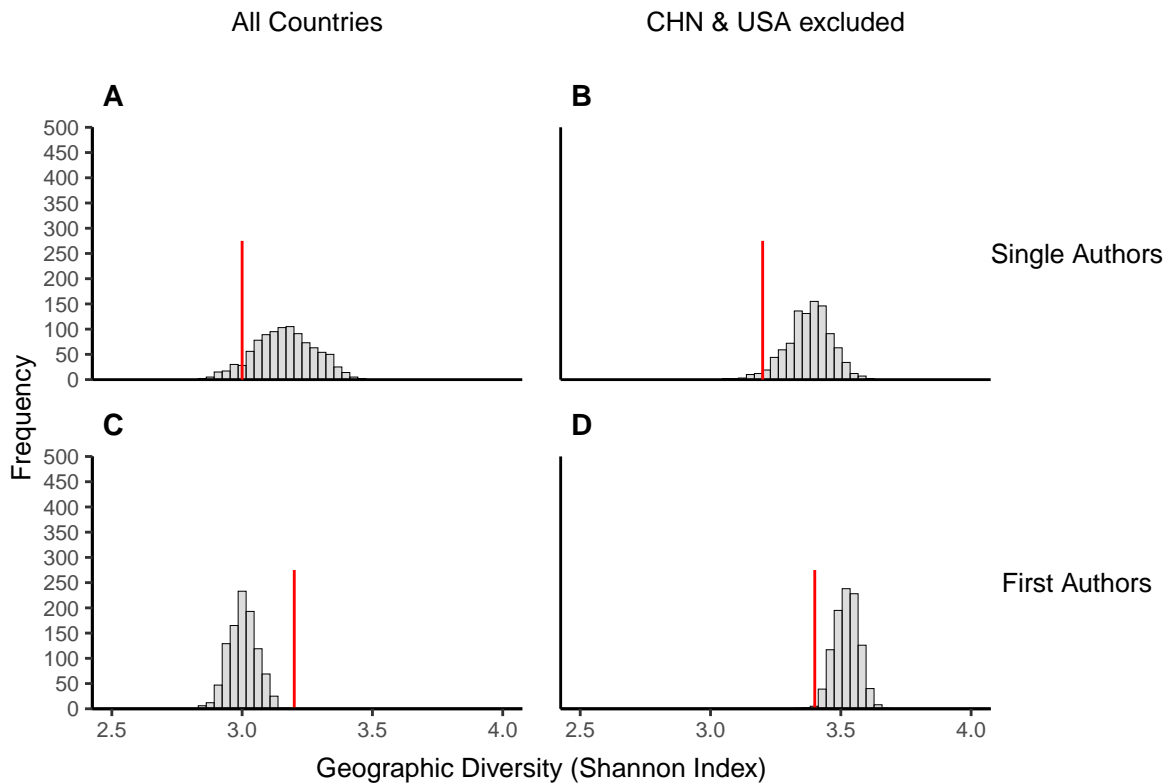 All Countries
CHN & USA excluded
A
B
500
450
400
350
300
250
200
150
100
50
0
Single Authors
Frequency
C
D
500
450
400
350
300
250
200
150
100
50
0
First Authors
2.5 3.0 3.5 4.0
2.5 3.0 3.5 4.0
Geographic Diversity (Shannon Index)